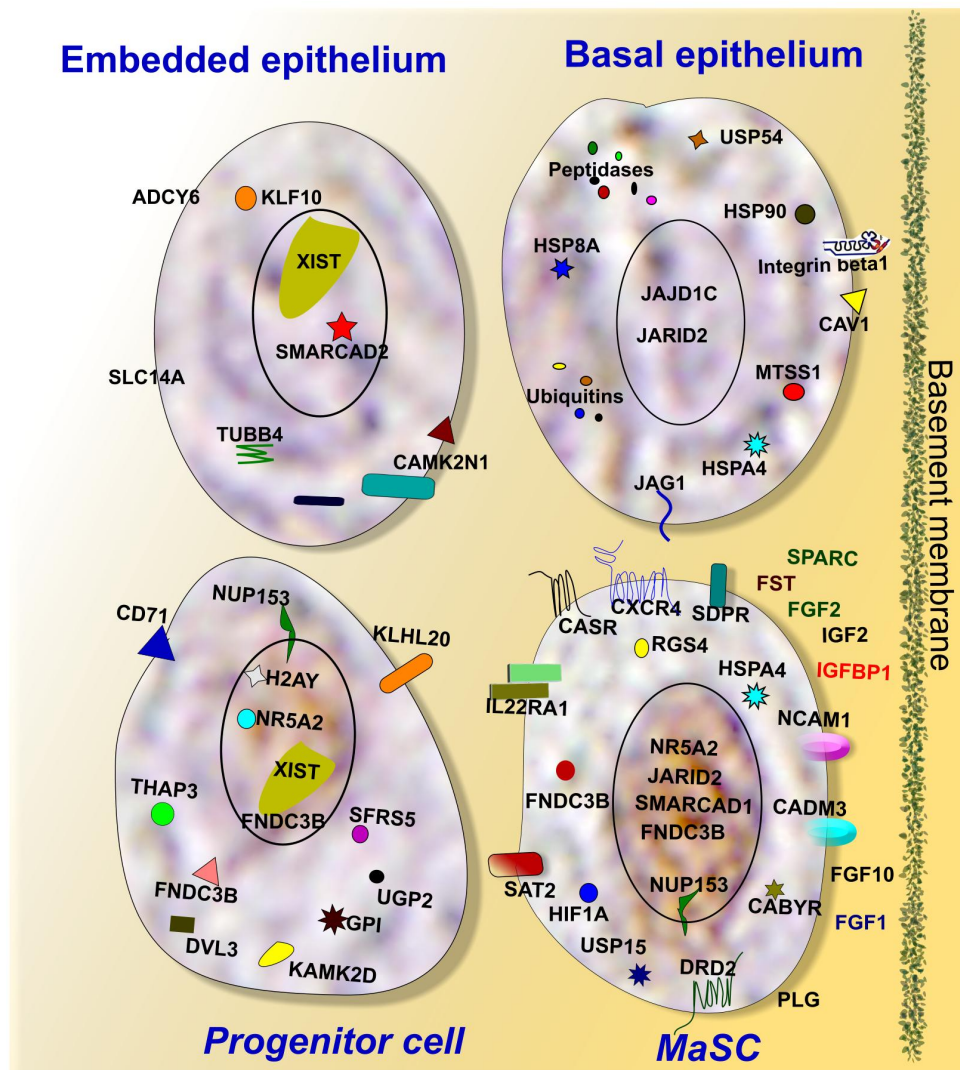 Embedded epithelium
Basal epithelium
ADCY6
KLF10
XIST
SMARCAD2
SLC14A
TUBB4
CAMK2N1
USP54
Peptidases
HSP90
HSP8A
Integrin beta1
JAJD1C
JARID2
CAV1
MTSS1
Ubiquitins
HSPA4
JAG1
Basement membrane
NUP153
CD71
KLHL20
H2AY
NR5A2
XIST
THAP3
FNDC3B
SFRS5
FNDC3B
UGP2
GPI
DVL3
KAMK2D
Progenitor cell
SPARC
FST
FGF2
CXCR4
SDPR
CASR
IGF2
RGS4
HSPA4
IGFBP1
IL22RA1
NCAM1
NR5A2
JARID2
FNDC3B
SMARCAD1
CADM3
FNDC3B
SAT2
NUP153
FGF10
HIF1A
CABYR
FGF1
USP15
DRD2
PLG
MaSC